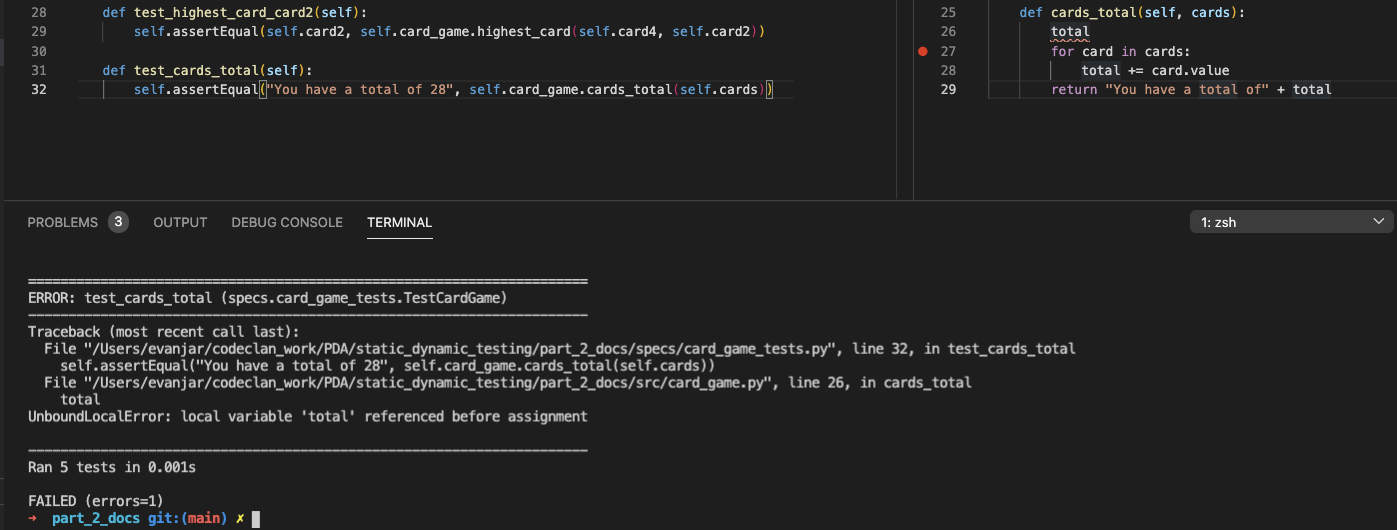 28 def test_highest_card_card2(self):
29 self.assertEqual(self.card2, self.card_game.highest_card(self.card4, self.card2))
30
31 def test_cards_total(self):
32 self.assertEqual("You have a total of 28", self.card_game.cards_total(self.cards))
25 def cards_total(self, cards):
26 total
27 for card in cards:
28 total += card.value
29 return "You have a total of" + total
PROBLEMS 3 OUTPUT DEBUG CONSOLE TERMINAL 1: zsh
======================================================================
ERROR: test_cards_total (specs.card_game_tests.TestCardGame)
----------------------------------------------------------------------
Traceback (most recent call last):
File "/Users/evanjar/codeclan_work/PDA/static_dynamic_testing/part_2_docs/specs/card_game_tests.py", line 32, in test_cards_total
self.assertEqual("You have a total of 28", self.card_game.cards_total(self.cards))
File "/Users/evanjar/codeclan_work/PDA/static_dynamic_testing/part_2_docs/src/card_game.py", line 26, in cards_total
total
UnboundLocalError: local variable 'total' referenced before assignment
----------------------------------------------------------------------
Ran 5 tests in 0.001s
FAILED (errors=1)
→ part_2_docs git:(main) ✗